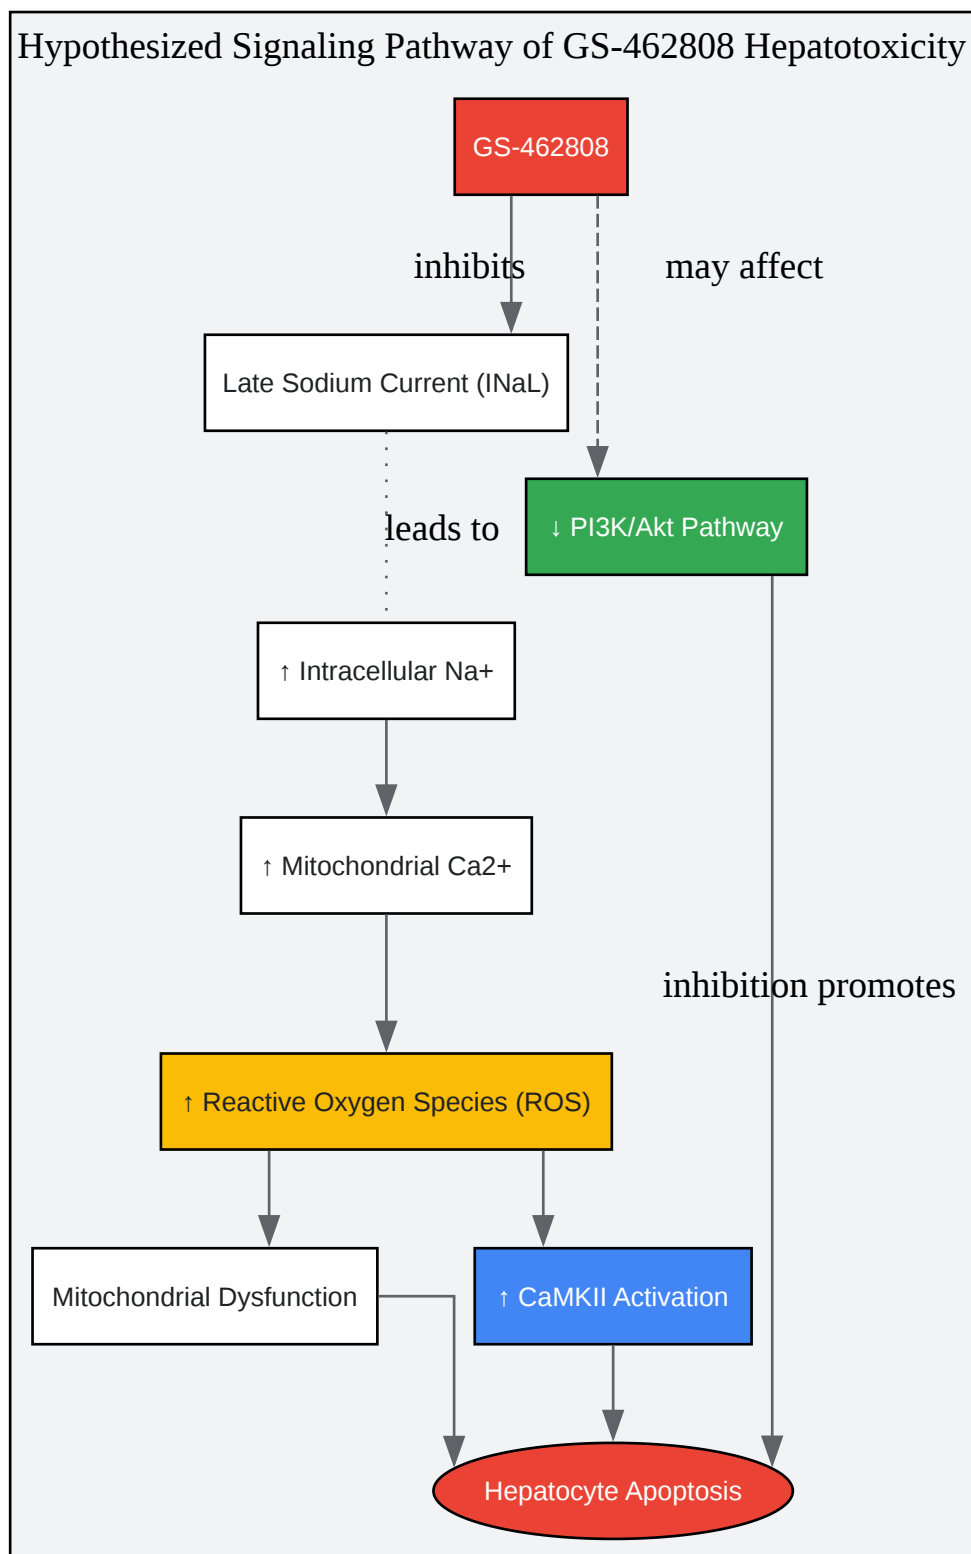 Hypothesized Signaling Pathway of GS-462808 Hepatotoxicity
GS-462808
inhibits
may affect
Late Sodium Current (INaL)
leads to
↓ PI3K/Akt Pathway
↑ Intracellular Na+
↑ Mitochondrial Ca2+
inhibition promotes
↑ Reactive Oxygen Species (ROS)
Mitochondrial Dysfunction
↑ CaMKII Activation
Hepatocyte Apoptosis